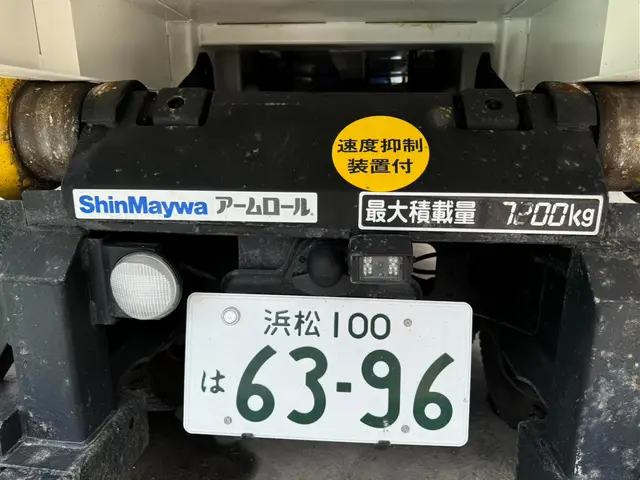 速度抑制
装置付
ShinMaywa アームロール
最大積載量 7200kg
浜松 100
は 63-96